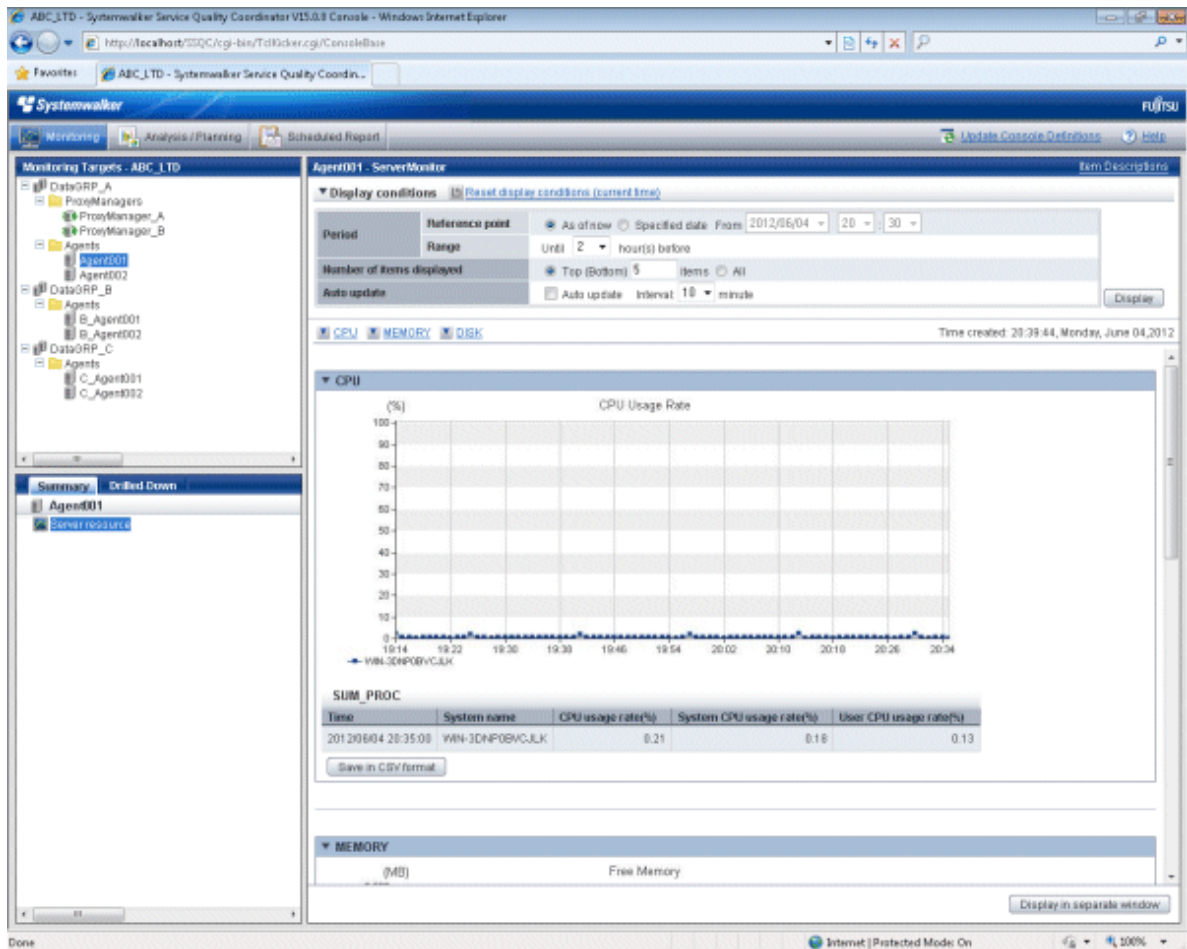 ABC_LTD - Systemwalker Service Quality Coordinator V15.0.0 Console - Windows Internet Explorer
http://localhost/SSQC/cgi-bin/TclKicker.cgi/ConsoleBase
Favorites ABC_LTD - Systemwalker Service Quality Coordin...
Systemwalker FUJITSU
Monitoring Analysis / Planning Scheduled Report Update Console Definitions Help
Monitoring Targets - ABC_LTD
DataGRP_A
ProxyManagers
ProxyManager_A
ProxyManager_B
Agents
Agent001
Agent002
DataGRP_B
Agents
B_Agent001
B_Agent002
DataGRP_C
Agents
C_Agent001
C_Agent002
Summary Drilled Down
Agent001
Server resource
Agent001 - ServerMonitor Item Descriptions
Display conditions Reset display conditions (current time)
Period Reference point As of now Specified date From 2012/06/04 20 : 30
Range Until 2 hour(s) before
Number of items displayed Top (Bottom) 5 items All
Auto update Auto update Interval 10 minute
Display
CPU MEMORY DISK Time created: 20:39:44, Monday, June 04,2012
CPU
(%) CPU Usage Rate
100
90
80
70
60
50
40
30
20
10
0
19:14 19:22 19:30 19:38 19:46 19:54 20:02 20:10 20:18 20:26 20:34
WIN-3DNP0BVCJLK
SUM_PROC
Time System name CPU usage rate(%) System CPU usage rate(%) User CPU usage rate(%)
2012/06/04 20:35:00 WIN-3DNP0BVCJLK 0.21 0.13
Save in CSV format
MEMORY
(MB) Free Memory
Display in separate window
Done Internet | Protected Mode: On 100%